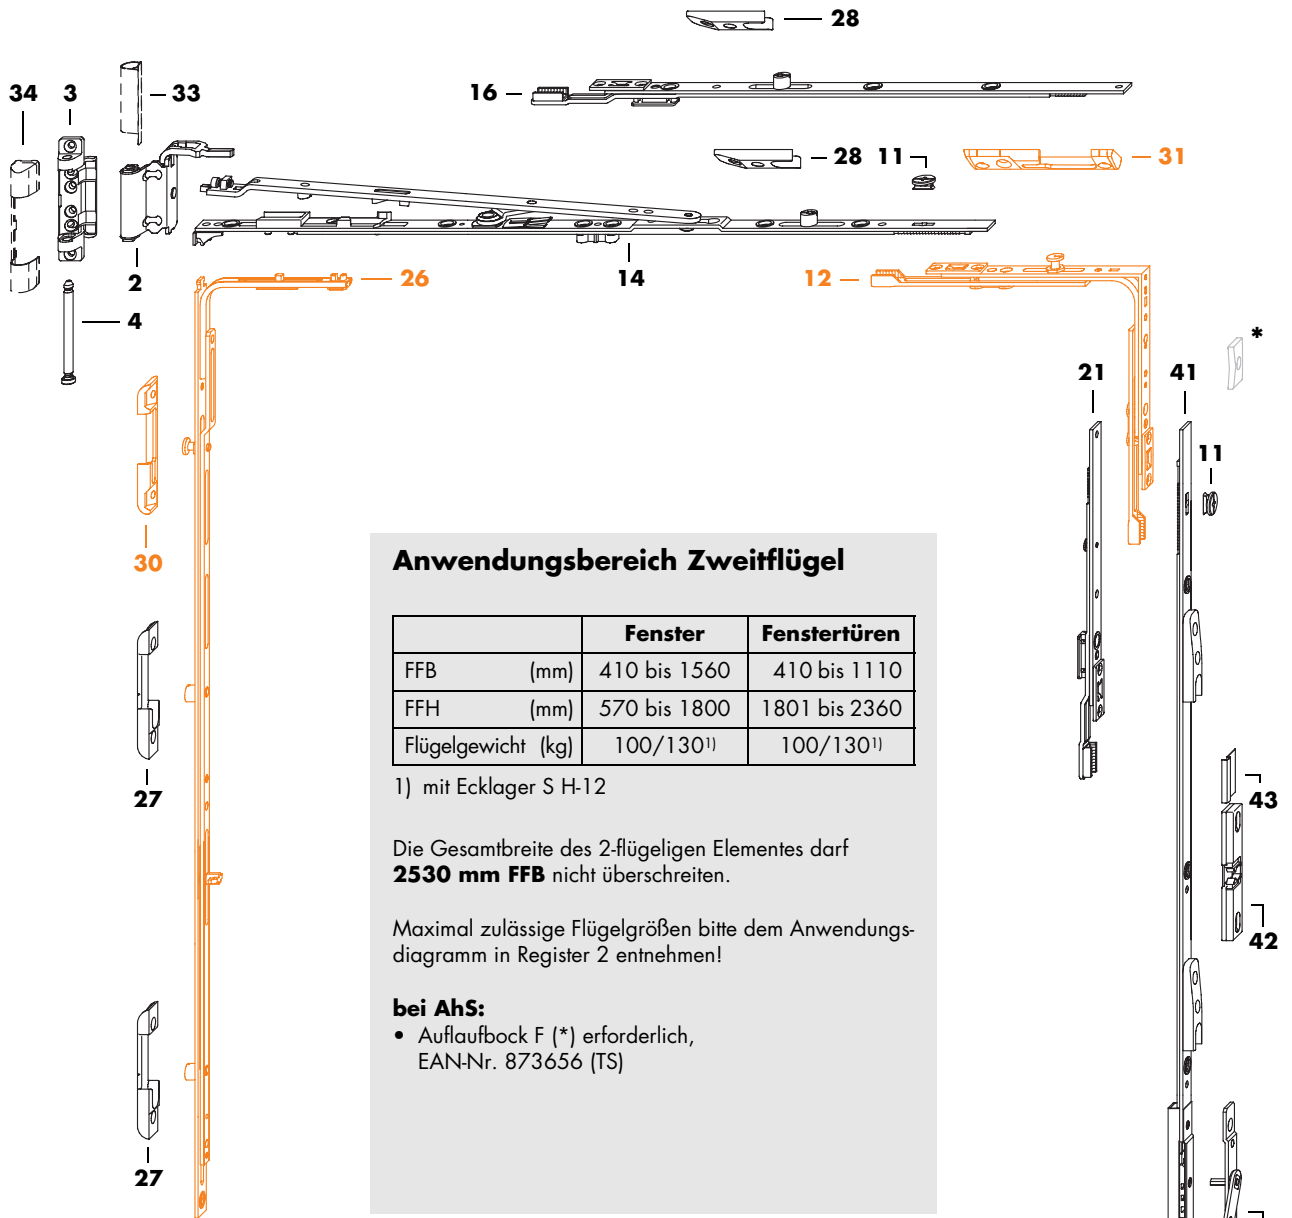 28
34 3 33
16
28 11 31
2 26 14 12
4
*
21 41
11
30
Anwendungsbereich Zweitflügel
Fenster Fenstertüren
FFB (mm) 410 bis 1560 410 bis 1110
FFH (mm) 570 bis 1800 1801 bis 2360
Flügelgewicht (kg) 100/130¹⁾ 100/130¹⁾
1) mit Ecklager S H-12
27
43
Die Gesamtbreite des 2-flügeligen Elementes darf
2530 mm FFB nicht überschreiten.
Maximal zulässige Flügelgrößen bitte dem Anwendungs-
diagramm in Register 2 entnehmen!
42
bei AhS:
• Auflaufbock F (*) erforderlich,
EAN-Nr. 873656 (TS)
27